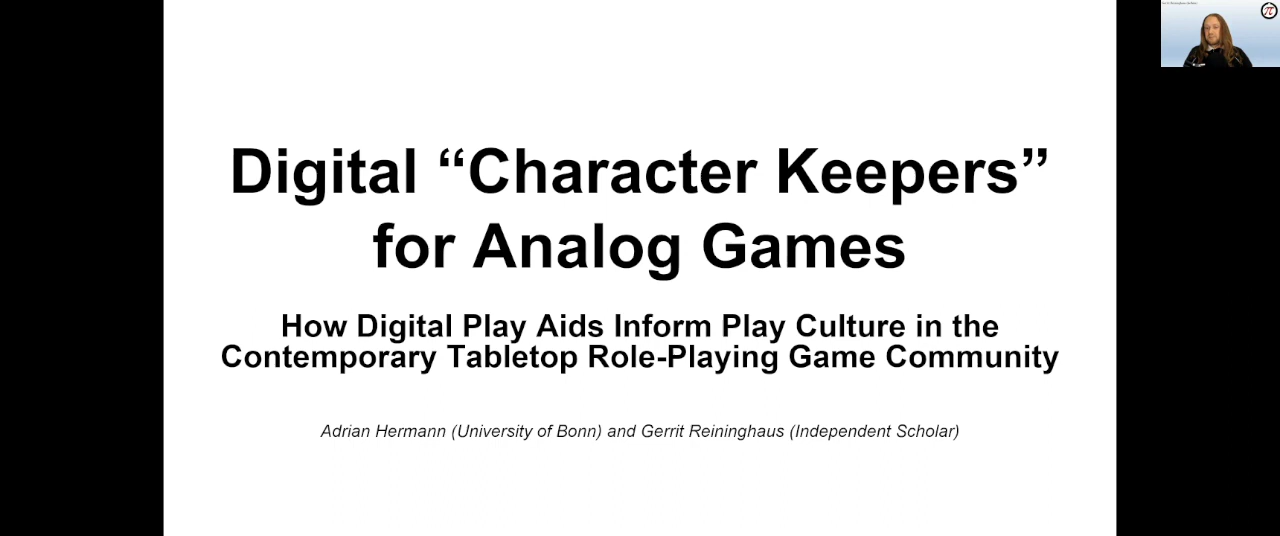 Digital “Character Keepers”
for Analog Games
How Digital Play Aids Inform Play Culture in the
Contemporary Tabletop Role-Playing Game Community
Adrian Hermann (University of Bonn) and Gerrit Reininghaus (Independent Scholar)